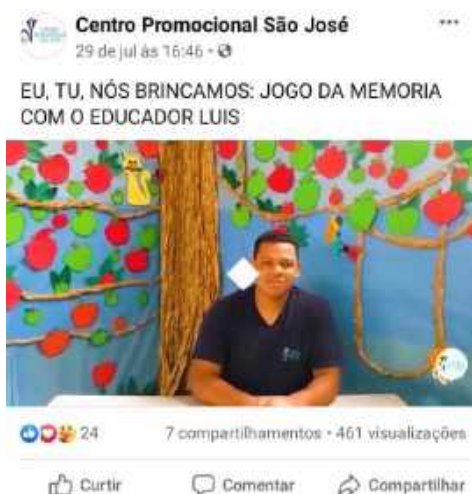 Centro Promocional São José
29 de jul às 16:46
EU, TU, NÓS BRINCAMOS: JOGO DA MEMORIA
COM O EDUCADOR LUIS
24
7 compartilhamentos • 461 visualizações
Curtir
Comentar
Compartilhar